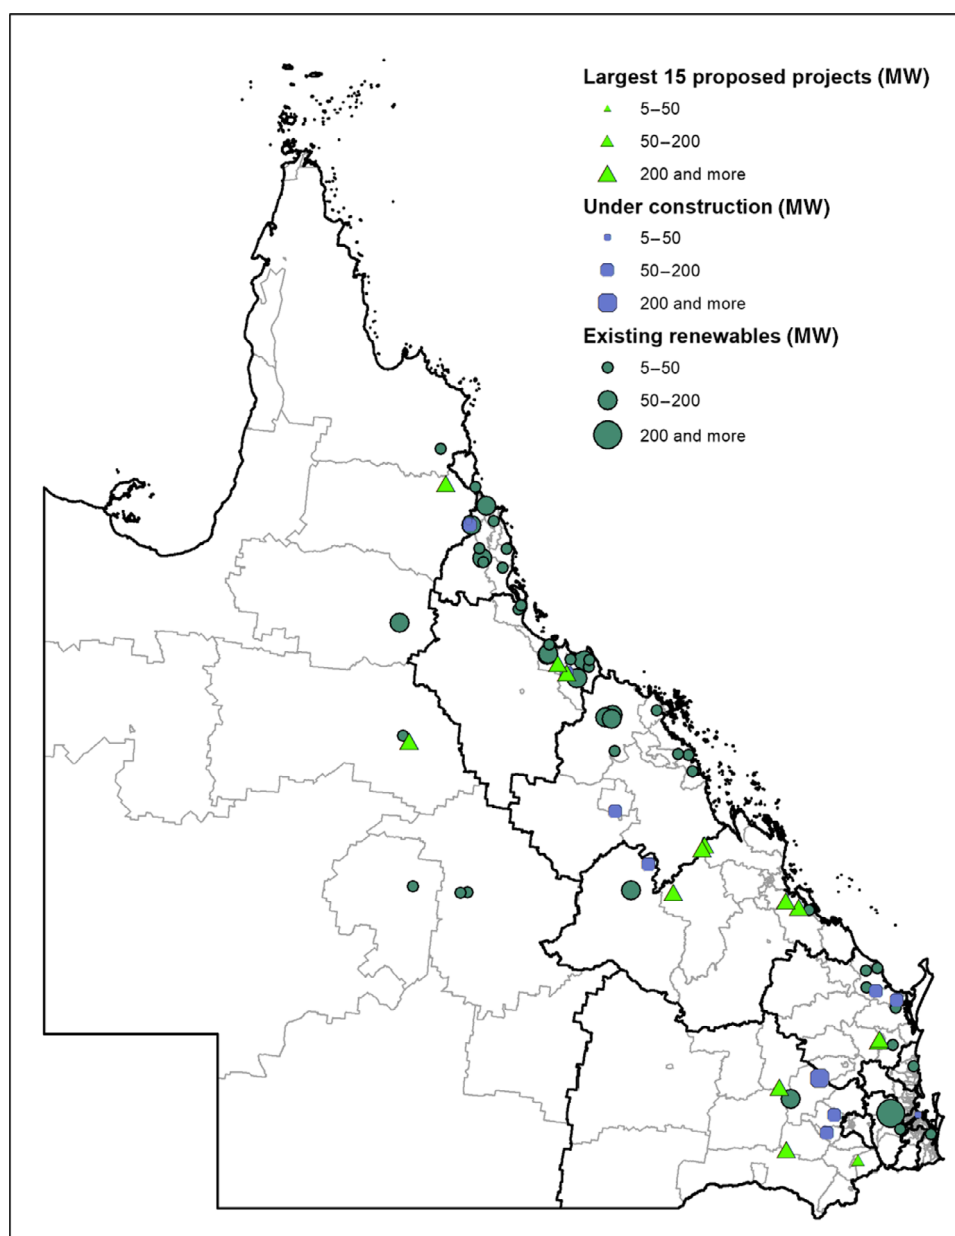 Largest 15 proposed projects (MW)
5–50
50–200
200 and more
Under construction (MW)
5–50
50–200
200 and more
Existing renewables (MW)
5–50
50–200
200 and more